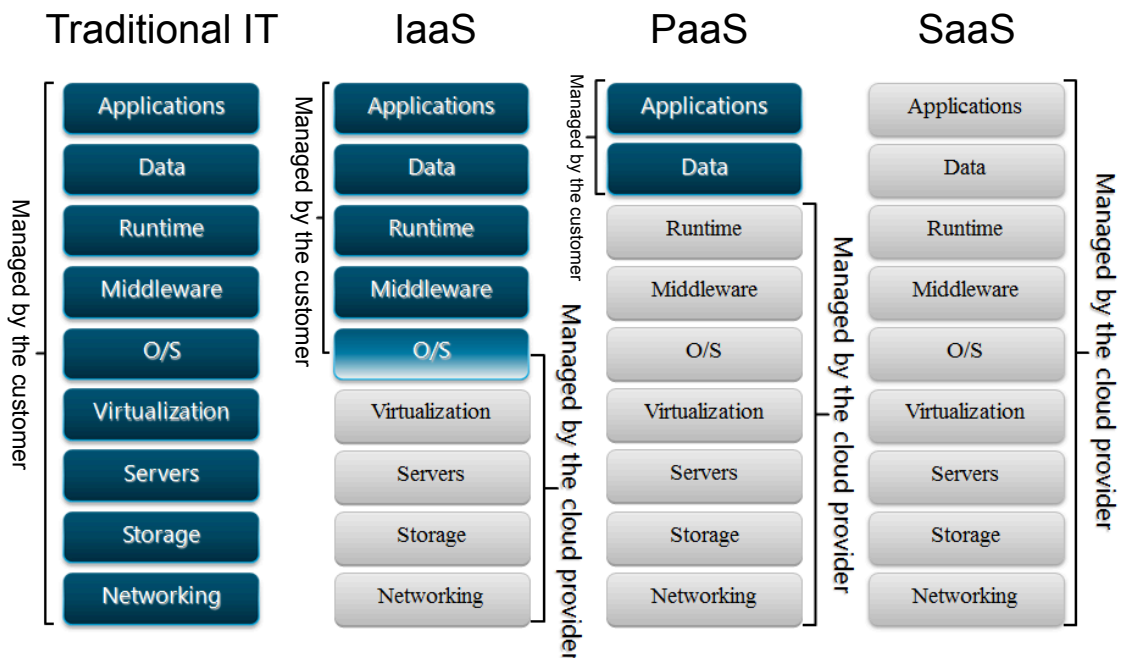 Traditional IT
IaaS
PaaS
SaaS
Managed by the customer
Applications
Data
Runtime
Middleware
O/S
Virtualization
Servers
Storage
Networking
Managed by the customer
Applications
Data
Runtime
Middleware
O/S
Virtualization
Servers
Storage
Networking
Managed by the cloud provider
Managed by the customer
Applications
Data
Runtime
Middleware
O/S
Virtualization
Servers
Storage
Networking
Managed by the cloud provider
Applications
Data
Runtime
Middleware
O/S
Virtualization
Servers
Storage
Networking
Managed by the cloud provider